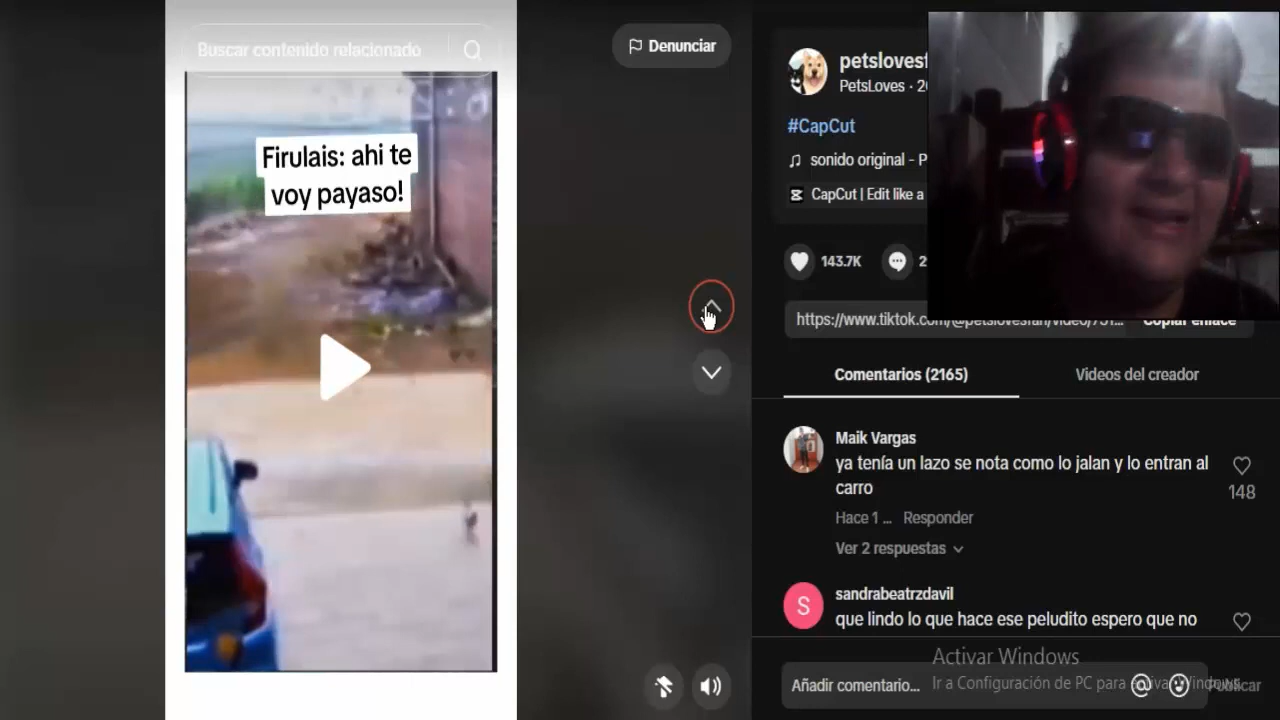 Buscar contenido relacionado
Denunciar
Firulais: ahi te
voy payaso!
petslovesf
PetsLoves · 2
#CapCut
sonido original - P
CapCut | Edit like a
143.7K
2
https://www.tiktok.com/@petslovesfan/video/751...
Copiar enlace
Comentarios (2165)
Videos del creador
Maik Vargas
ya tenía un lazo se nota como lo jalan y lo entran al
carro
148
Hace 1 ... Responder
Ver 2 respuestas
S
sandrabeatrzdavil
que lindo lo que hace ese peludito espero que no
Activar Windows
Ir a Configuración de PC para activar Windows.
Añadir comentario...
Publicar